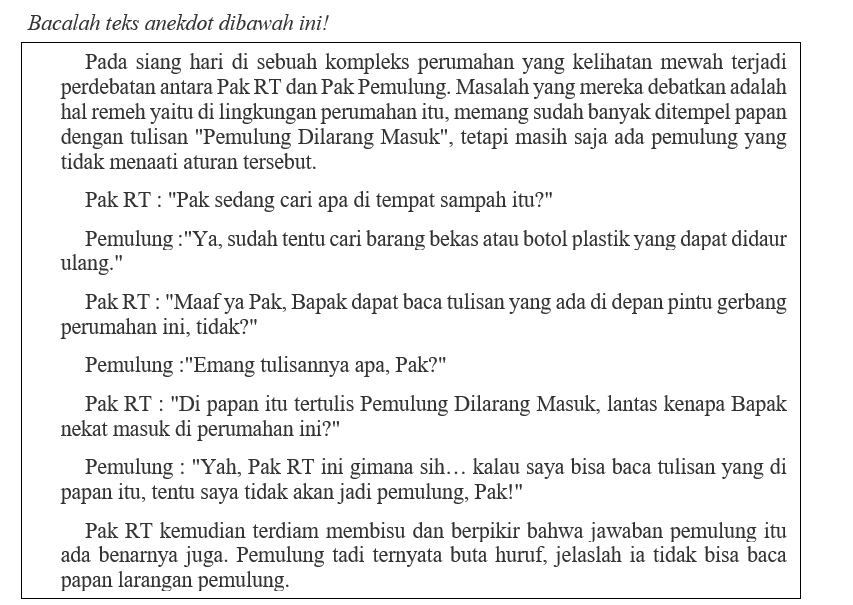 Bacalah teks anekdot dibawah ini!
Pada siang hari di sebuah kompleks perumahan yang kelihatan mewah terjadi
perdebatan antara Pak RT dan Pak Pemulung. Masalah yang mereka debatkan adalah
hal remeh yaitu di lingkungan perumahan itu, memang sudah banyak ditempel papan
dengan tulisan "Pemulung Dilarang Masuk", tetapi masih saja ada pemulung yang
tidak menaati aturan tersebut.
Pak RT : "Pak sedang cari apa di tempat sampah itu?"
Pemulung :"Ya, sudah tentu cari barang bekas atau botol plastik yang dapat didaur
ulang."
Pak RT : "Maaf ya Pak, Bapak dapat baca tulisan yang ada di depan pintu gerbang
perumahan ini, tidak?"
Pemulung :"Emang tulisannya apa, Pak?"
Pak RT : "Di papan itu tertulis Pemulung Dilarang Masuk, lantas kenapa Bapak
nekat masuk di perumahan ini?"
Pemulung : "Yah, Pak RT ini gimana sih… kalau saya bisa baca tulisan yang di
papan itu, tentu saya tidak akan jadi pemulung, Pak!"
Pak RT kemudian terdiam membisu dan berpikir bahwa jawaban pemulung itu
ada benarnya juga. Pemulung tadi ternyata buta huruf, jelaslah ia tidak bisa baca
papan larangan pemulung.